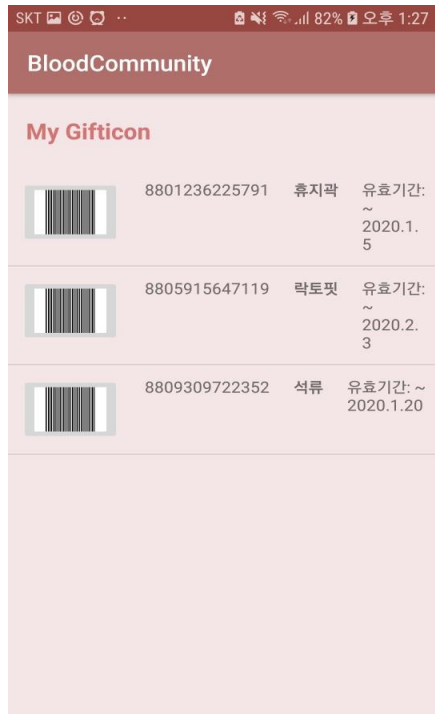 SKT 82% 오후 1:27
BloodCommunity
My Gifticon
8801236225791 휴지곽 유효기간:
~
2020.1.
5
8805915647119 락토핏 유효기간:
~
2020.2.
3
8809309722352 석류 유효기간: ~
2020.1.20